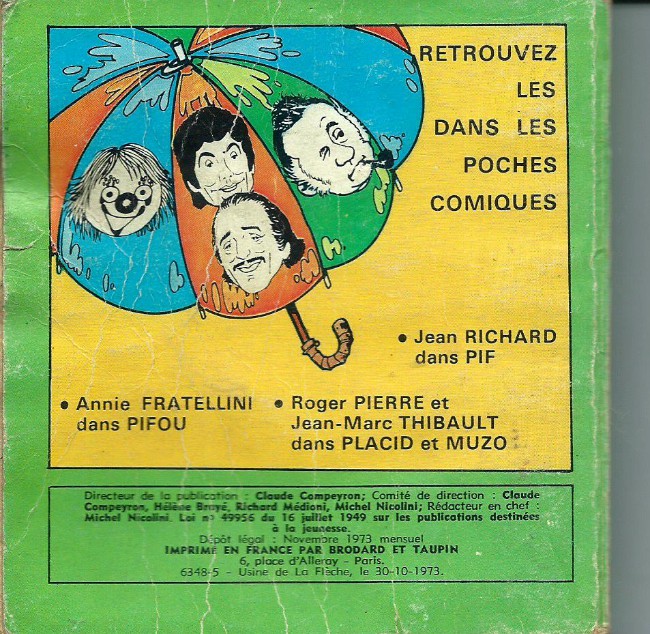 RETROUVEZ
LES
DANS LES
POCHES
COMIQUES
• Jean RICHARD
dans PIF
• Annie FRATELLINI
dans PIFOU
• Roger PIERRE et
Jean-Marc THIBAULT
dans PLACID et MUZO
Directeur de la publication : Claude Compeyron; Comité de direction : Claude
Compeyron, Hélène Bruyé, Richard Médioni, Michel Nicolini; Rédacteur en chef :
Michel Nicolini. Loi nº 49956 du 16 juillet 1949 sur les publications destinées
à la jeunesse.
Dépôt légal : Novembre 1973 mensuel
IMPRIMÉ EN FRANCE PAR BRODARD ET TAUPIN
6, place d'Alleray - Paris.
6348-5 - Usine de La Flèche, le 30-10-1973.